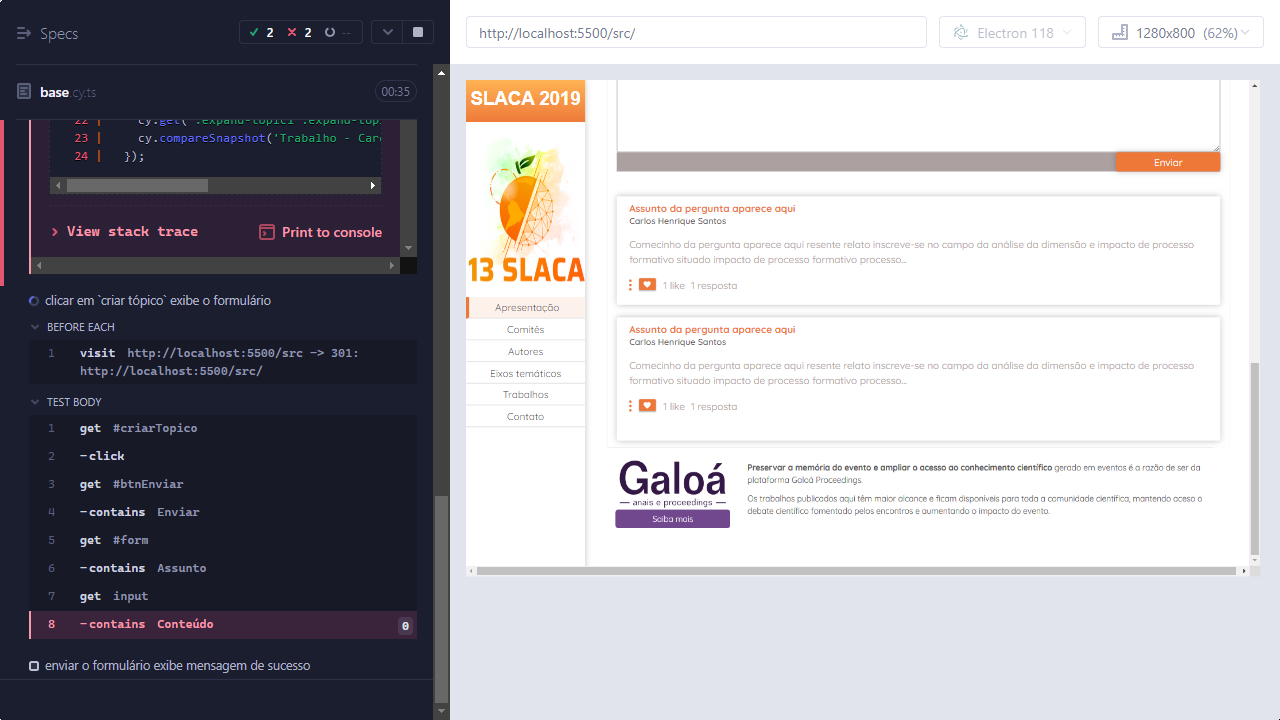 Specs
2
2
--
base.cy.ts
00:35
22 | cy.get('.expand-topic1 .expand-topi
23 | cy.compareSnapshot('Trabalho - Car
24 | });
> View stack trace
Print to console
clicar em `criar tópico` exibe o formulário
BEFORE EACH
1 visit http://localhost:5500/src -> 301:
http://localhost:5500/src/
TEST BODY
1 get #criarTopico
2 -click
3 get #btnEnviar
4 -contains Enviar
5 get #form
6 -contains Assunto
7 get input
8 -contains Conteúdo 0
enviar o formulário exibe mensagem de sucesso
http://localhost:5500/src/
Electron 118
1280x800 (62%)
SLACA 2019
13 SLACA
Apresentação
Comitês
Autores
Eixos temáticos
Trabalhos
Contato
Enviar
Assunto da pergunta aparece aqui
Carlos Henrique Santos
Comecinho da pergunta aparece aqui resente relato inscreve-se no campo da análise da dimensão e impacto de processo
formativo situado impacto de processo formativo processo...
1 like 1 resposta
Assunto da pergunta aparece aqui
Carlos Henrique Santos
Comecinho da pergunta aparece aqui resente relato inscreve-se no campo da análise da dimensão e impacto de processo
formativo situado impacto de processo formativo processo...
1 like 1 resposta
Galoá
anais e proceedings
Saiba mais
Preservar a memória do evento e ampliar o acesso ao conhecimento científico gerado em eventos é a razão de ser da
plataforma Galoá Proceedings.
Os trabalhos publicados aqui têm maior alcance e ficam disponíveis para toda a comunidade científica, mantendo aceso o
debate científico fomentado pelos encontros e aumentando o impacto do evento.